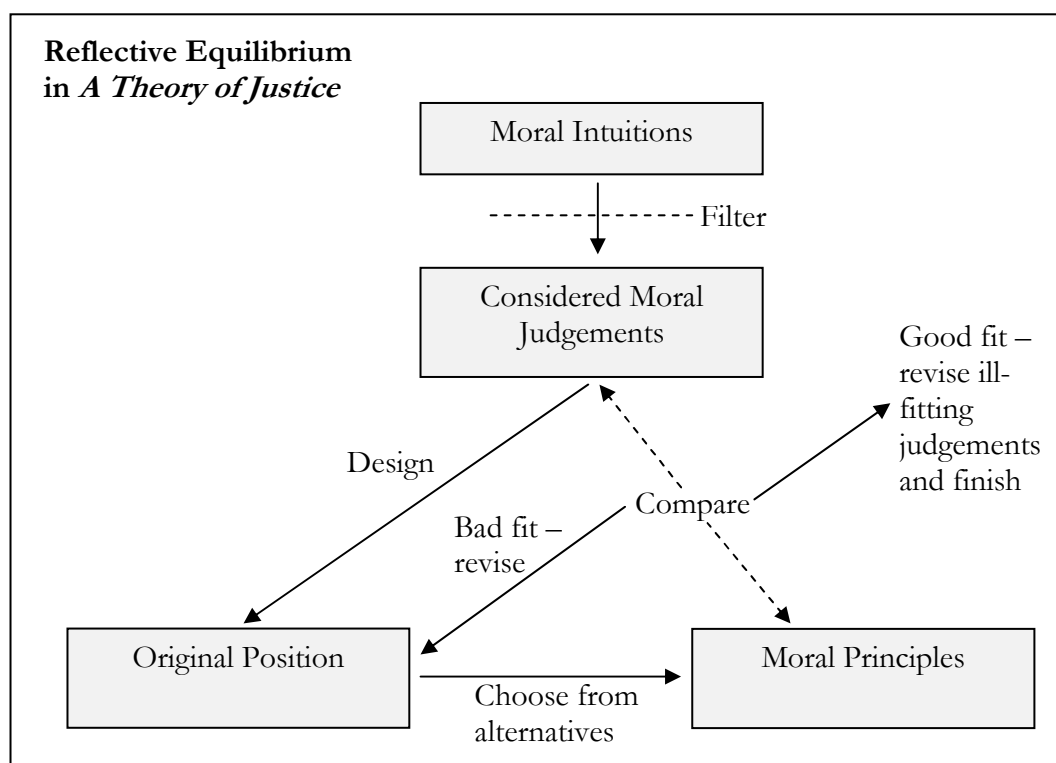 Reflective Equilibrium
in A Theory of Justice
Moral Intuitions
Filter
Considered Moral
Judgements
Good fit –
revise ill-
fitting
judgements
and finish
Design
Compare
Bad fit –
revise
Original Position
Moral Principles
Choose from
alternatives